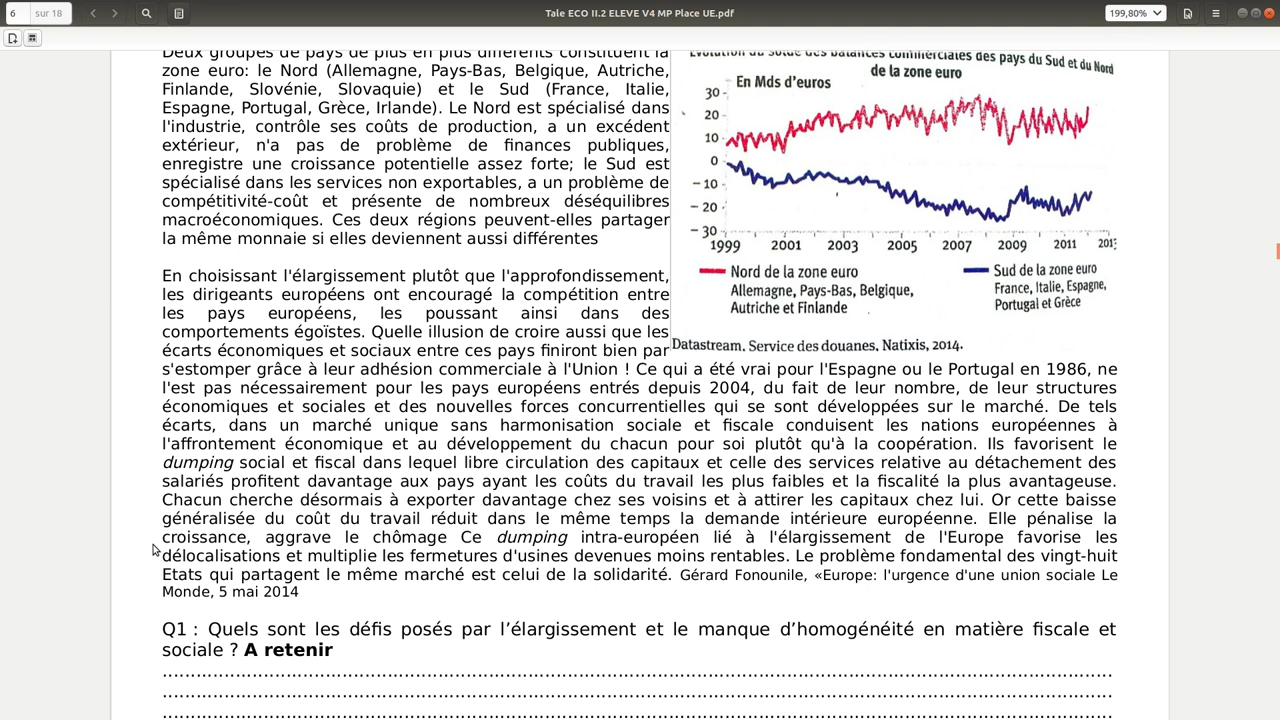 6 sur 18
Tale ECO II.2 ELEVE V4 MP Place UE.pdf
199,80%
Deux groupes de pays de plus en plus différents constituent la
zone euro: le Nord (Allemagne, Pays-Bas, Belgique, Autriche,
Finlande, Slovénie, Slovaquie) et le Sud (France, Italie,
Espagne, Portugal, Grèce, Irlande). Le Nord est spécialisé dans
l'industrie, contrôle ses coûts de production, a un excédent
extérieur, n'a pas de problème de finances publiques,
enregistre une croissance potentielle assez forte; le Sud est
spécialisé dans les services non exportables, a un problème de
compétitivité-coût et présente de nombreux déséquilibres
macroéconomiques. Ces deux régions peuvent-elles partager
la même monnaie si elles deviennent aussi différentes
Evolution du solde des balances commerciales des pays du Sud et du Nord
de la zone euro
En Mds d'euros
30
20
10
0
– 10
– 20
– 30
1999 2001 2003 2005 2007 2009 2011 2013
Nord de la zone euro
Allemagne, Pays-Bas, Belgique,
Autriche et Finlande
Sud de la zone euro
France, Italie, Espagne,
Portugal et Grèce
Datastream, Service des douanes, Natixis, 2014.
En choisissant l'élargissement plutôt que l'approfondissement,
les dirigeants européens ont encouragé la compétition entre
les pays européens, les poussant ainsi dans des
comportements égoïstes. Quelle illusion de croire aussi que les
écarts économiques et sociaux entre ces pays finiront bien par
s'estomper grâce à leur adhésion commerciale à l'Union ! Ce qui a été vrai pour l'Espagne ou le Portugal en 1986, ne
l'est pas nécessairement pour les pays européens entrés depuis 2004, du fait de leur nombre, de leur structures
économiques et sociales et des nouvelles forces concurrentielles qui se sont développées sur le marché. De tels
écarts, dans un marché unique sans harmonisation sociale et fiscale conduisent les nations européennes à
l'affrontement économique et au développement du chacun pour soi plutôt qu'à la coopération. Ils favorisent le
dumping social et fiscal dans lequel libre circulation des capitaux et celle des services relative au détachement des
salariés profitent davantage aux pays ayant les coûts du travail les plus faibles et la fiscalité la plus avantageuse.
Chacun cherche désormais à exporter davantage chez ses voisins et à attirer les capitaux chez lui. Or cette baisse
généralisée du coût du travail réduit dans le même temps la demande intérieure européenne. Elle pénalise la
croissance, aggrave le chômage Ce dumping intra-européen lié à l'élargissement de l'Europe favorise les
délocalisations et multiplie les fermetures d'usines devenues moins rentables. Le problème fondamental des vingt-huit
Etats qui partagent le même marché est celui de la solidarité. Gérard Fonounile, «Europe: l'urgence d'une union sociale Le
Monde, 5 mai 2014
Q1 : Quels sont les défis posés par l’élargissement et le manque d’homogénéité en matière fiscale et
sociale ? A retenir